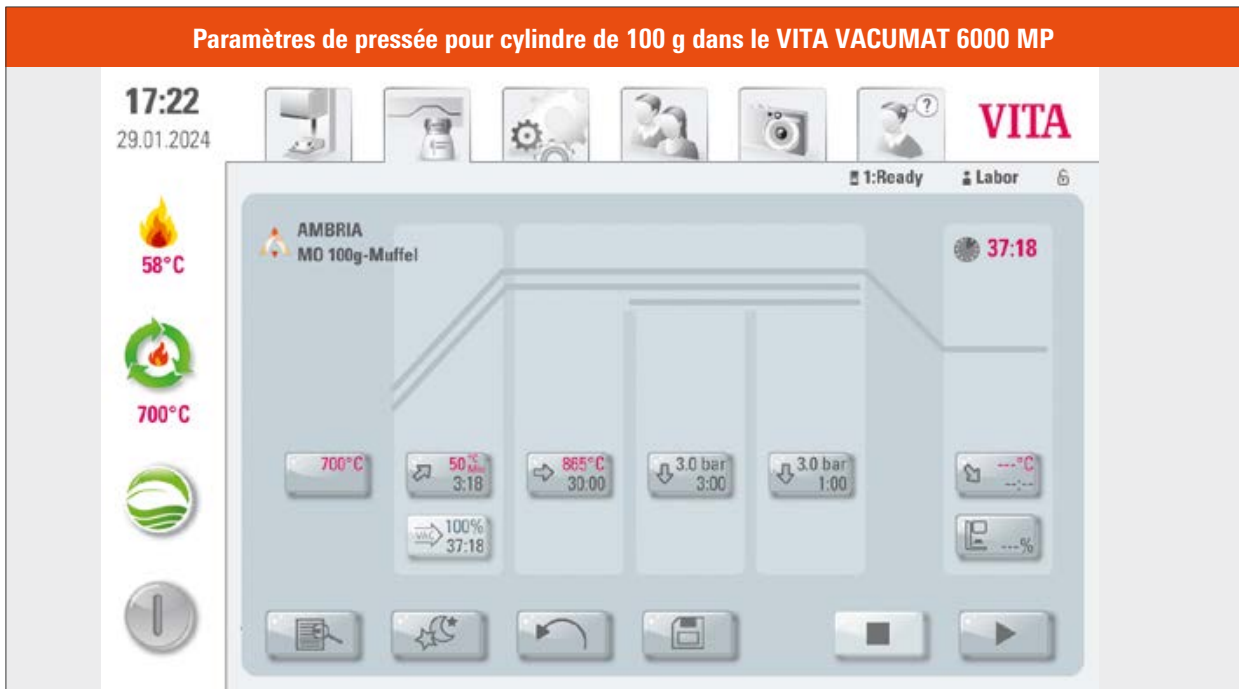 Paramètres de pressée pour cylindre de 100 g dans le VITA VACUMAT 6000 MP
17:22
29.01.2024
?
VITA
1:Ready
Labor
AMBRIA
MO 100g-Muffel
37:18
58°C
700°C
700°C
50 °C/Min
3:18
865°C
30:00
3.0 bar
3:00
3.0 bar
1:00
---°C
--:--
VAC 100%
37:18
---%